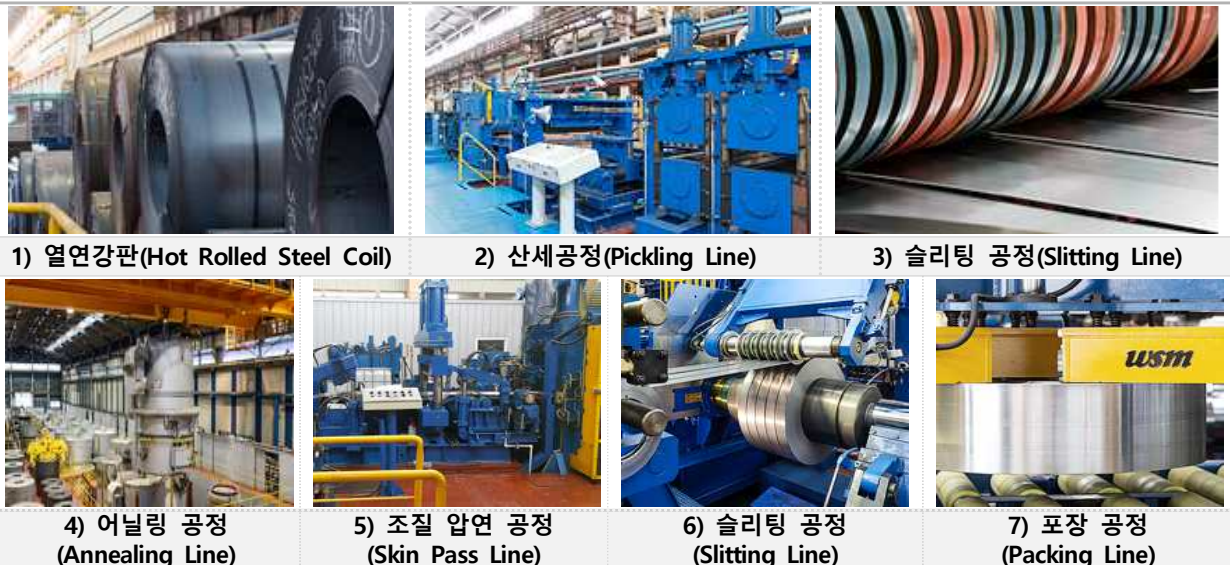 1) 열연강판(Hot Rolled Steel Coil)
2) 산세공정(Pickling Line)
3) 슬리팅 공정(Slitting Line)
wsm
4) 어닐링 공정
(Annealing Line)
5) 조질 압연 공정
(Skin Pass Line)
6) 슬리팅 공정
(Slitting Line)
7) 포장 공정
(Packing Line)